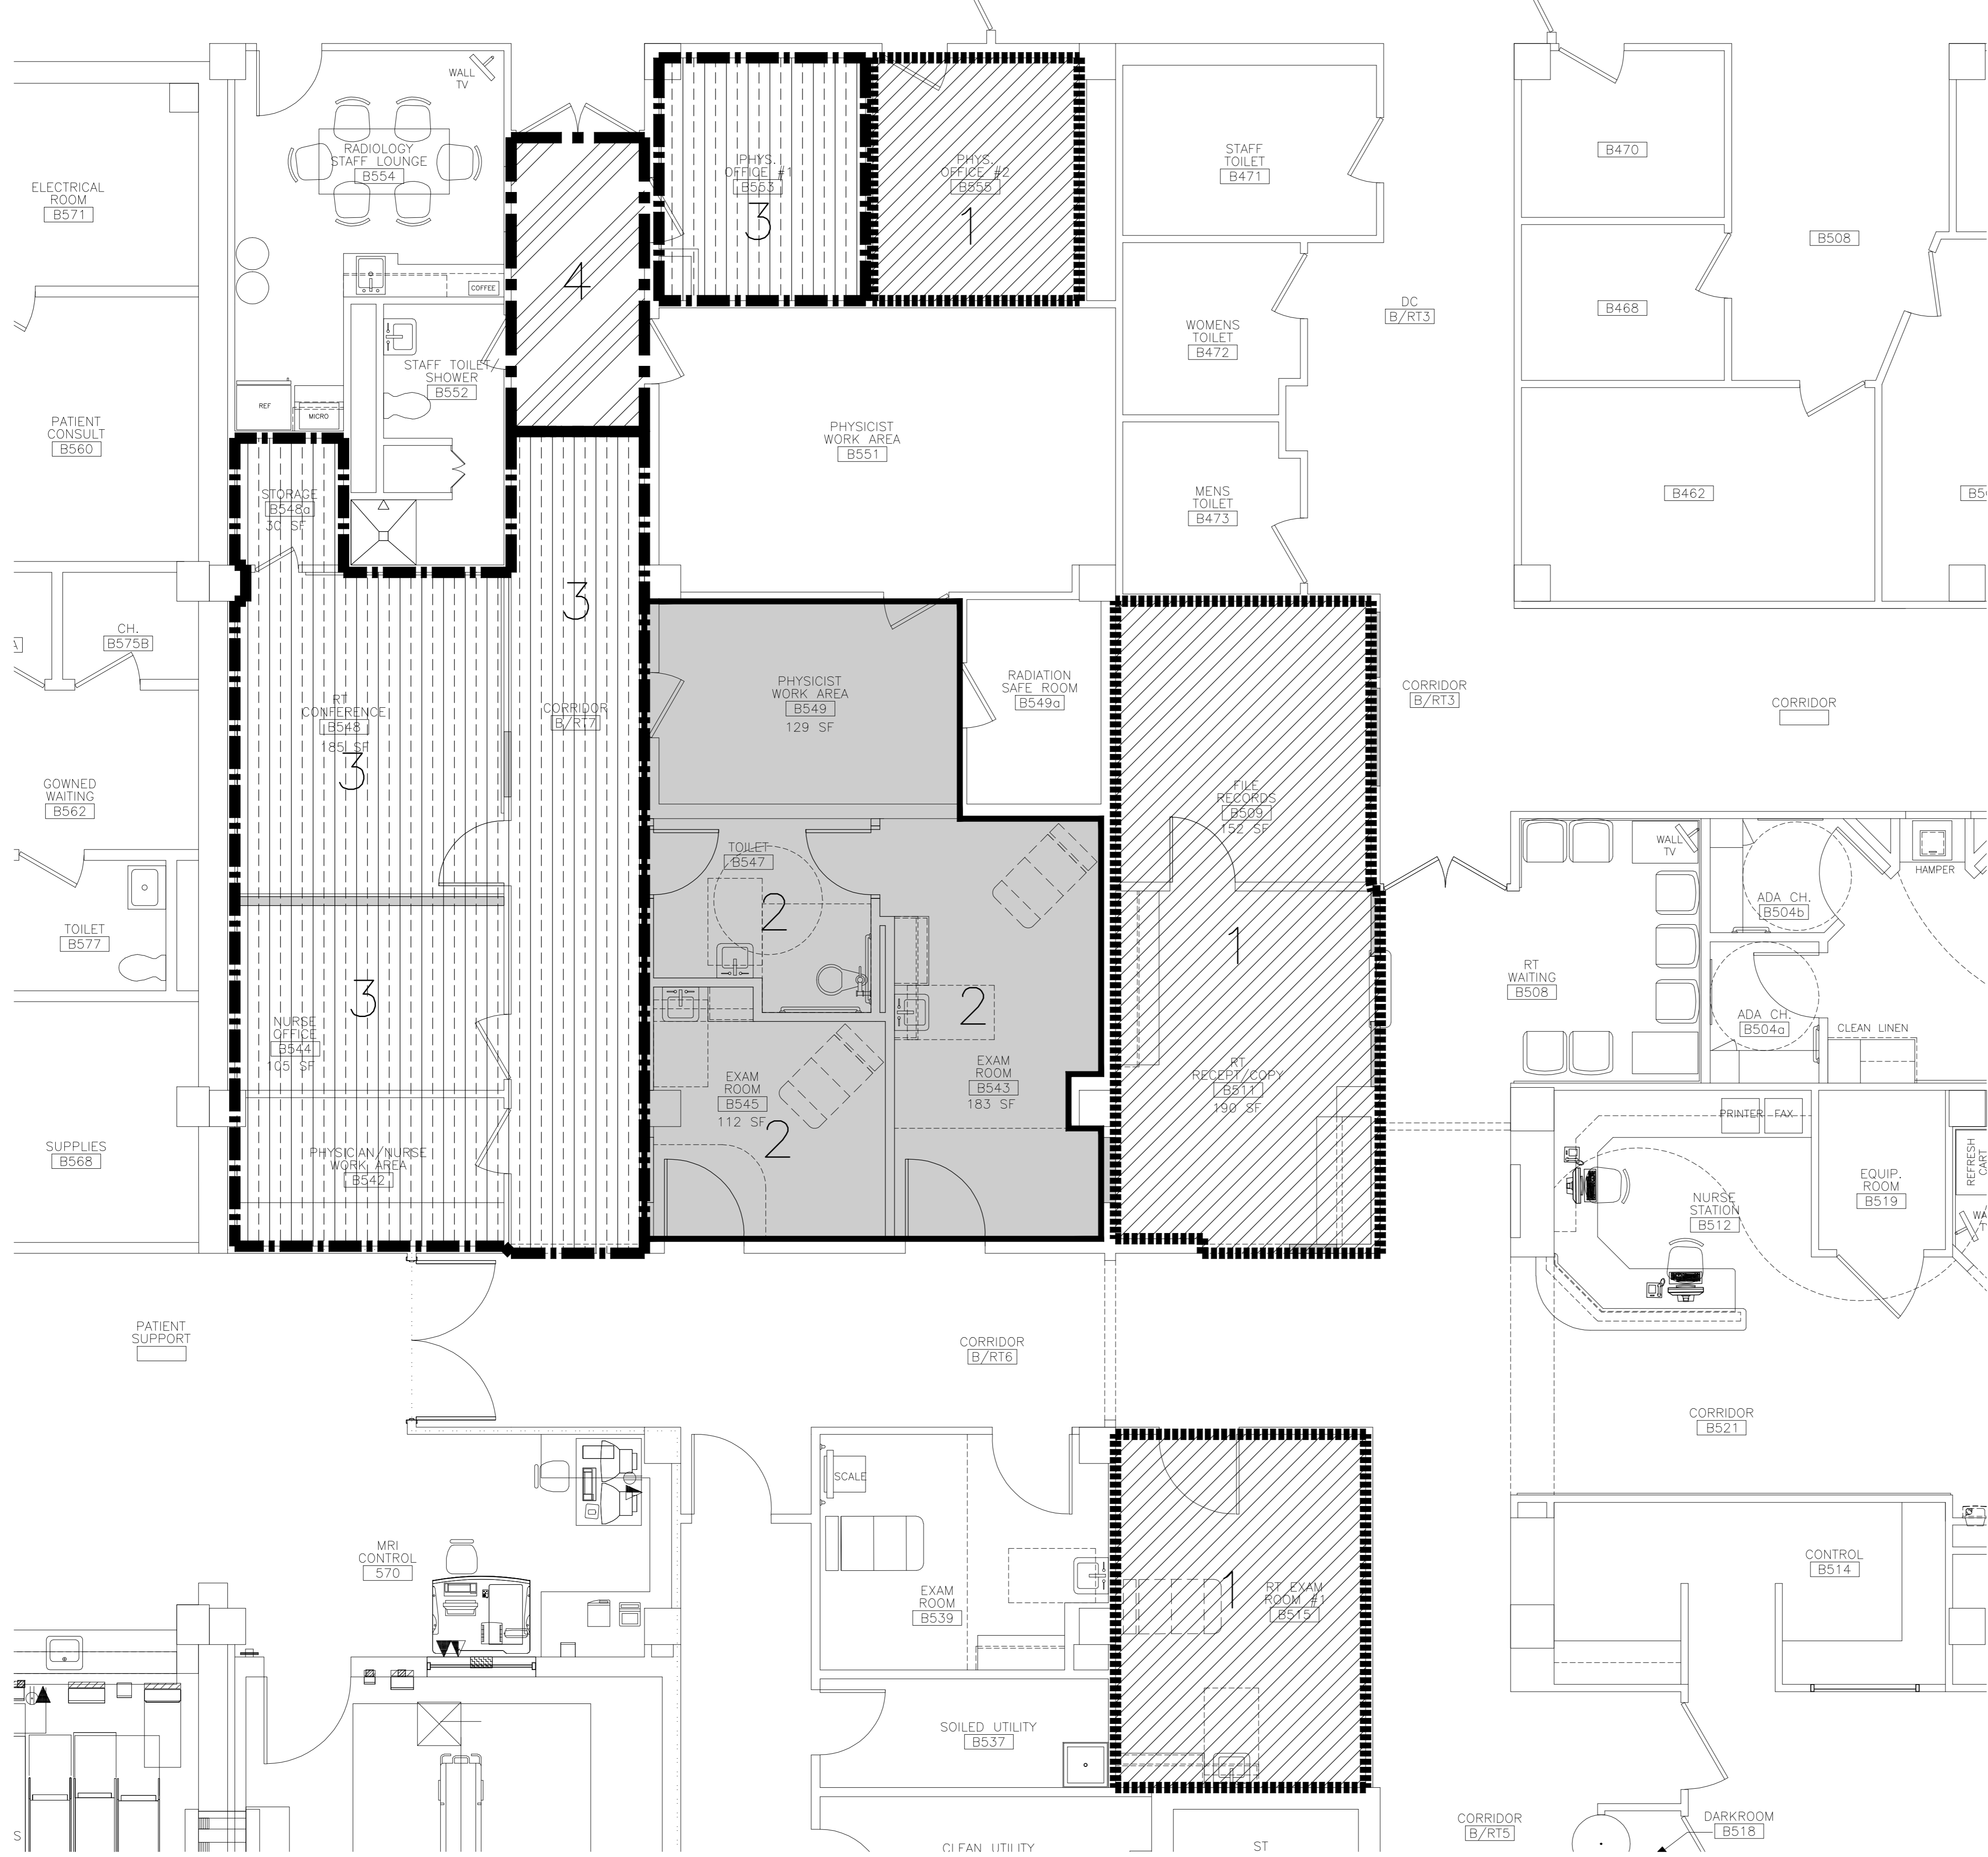 WALL
TV
RADIOLOGY
STAFF LOUNGE
B554
PHYS.
OFFICE #1
B553
3
PHYS.
OFFICE #2
B555
1
STAFF
TOILET
B471
B470
ELECTRICAL
ROOM
B571
B508
4
COFFEE
DC
B/RT3
B468
WOMENS
TOILET
B472
STAFF TOILET/
SHOWER
B552
REF
MICRO
PATIENT
CONSULT
B560
PHYSICIST
WORK AREA
B551
STORAGE
B548a
30 SF
MENS
TOILET
B473
B462
3
CH.
B575B
RT
CONFERENCE
B548
185 SF
3
CORRIDOR
B/RT7
PHYSICIST
WORK AREA
B549
129 SF
RADIATION
SAFE ROOM
B549a
CORRIDOR
B/RT3
CORRIDOR
GOWNED
WAITING
B562
FILE
RECORDS
B509
152 SF
TOILET
B547
2
WALL
TV
HAMPER
ADA CH.
B504b
TOILET
B577
1
RT
WAITING
B508
3
NURSE
OFFICE
B544
105 SF
2
ADA CH.
B504a
CLEAN LINEN
EXAM
ROOM
B545
112 SF
2
EXAM
ROOM
B543
183 SF
RT
RECEPT/COPY
B511
190 SF
PRINTER
FAX
SUPPLIES
B568
PHYSICIAN/NURSE
WORK AREA
B542
REFRESH
CART
EQUIP.
ROOM
B519
NURSE
STATION
B512
PATIENT
SUPPORT
CORRIDOR
B/RT6
CORRIDOR
B521
SCALE
MRI
CONTROL
570
EXAM
ROOM
B539
1
RT EXAM
ROOM #1
B515
CONTROL
B514
SOILED UTILITY
B537
CORRIDOR
B/RT5
DARKROOM
B518
CLEAN UTILITY
ST